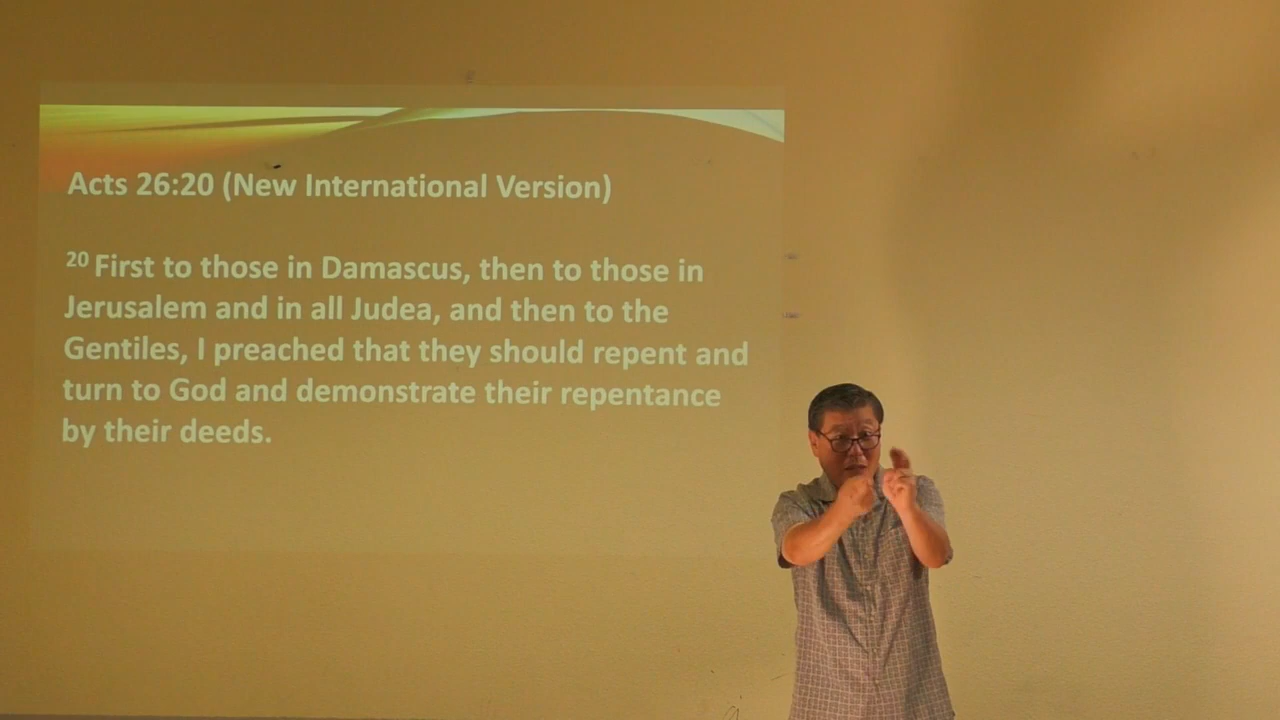 Acts 26:20 (New International Version)
20 First to those in Damascus, then to those in
Jerusalem and in all Judea, and then to the
Gentiles, I preached that they should repent and
turn to God and demonstrate their repentance
by their deeds.